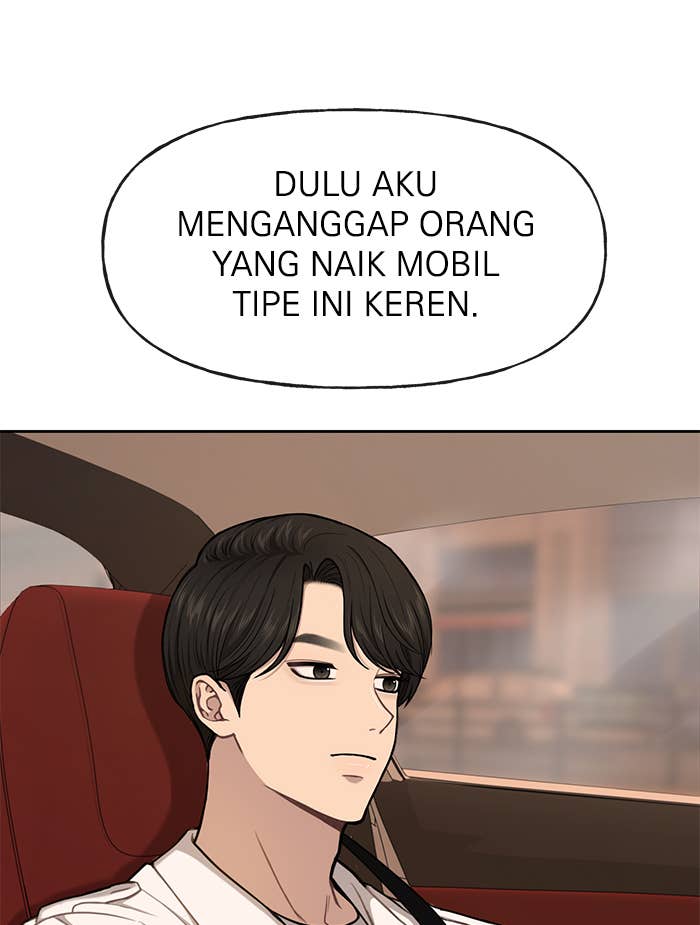 DULU AKU
MENGANGGAP ORANG
YANG NAIK MOBIL
TIPE INI KEREN.